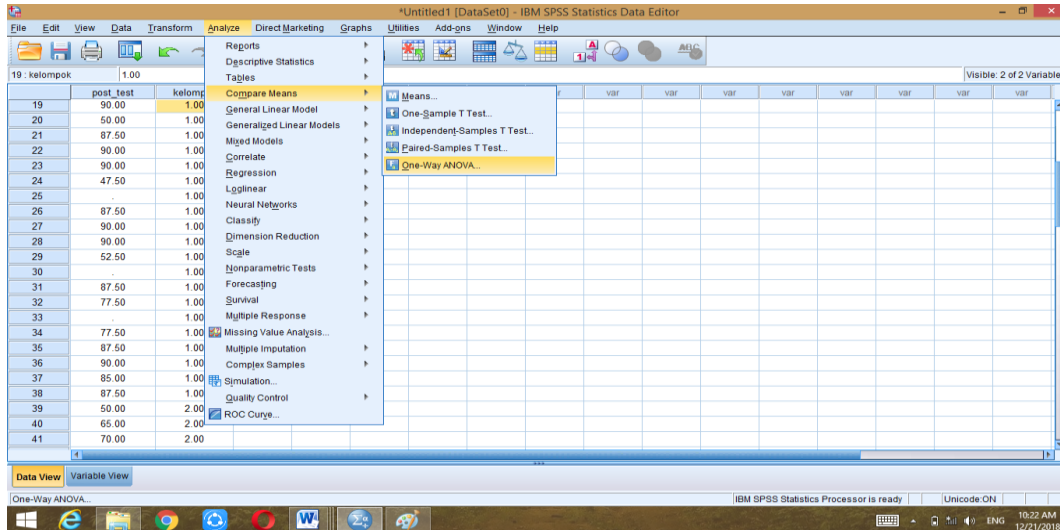 *Untitled1 [DataSet0] - IBM SPSS Statistics Data Editor
File Edit View Data Transform Analyze Direct Marketing Graphs Utilities Add-ons Window Help
19 : kelompok 1.00 Visible: 2 of 2 Variable
post_test kelomp var var var var var var var
19 90.00 1.00
20 50.00 1.00
21 87.50 1.00
22 90.00 1.00
23 90.00 1.00
24 47.50 1.00
25 . 1.00
26 87.50 1.00
27 90.00 1.00
28 90.00 1.00
29 52.50 1.00
30 . 1.00
31 87.50 1.00
32 77.50 1.00
33 . 1.00
34 77.50 1.00
35 87.50 1.00
36 90.00 1.00
37 85.00 1.00
38 87.50 1.00
39 50.00 2.00
40 65.00 2.00
41 70.00 2.00
Reports
Descriptive Statistics
Tables
Compare Means
General Linear Model
Generalized Linear Models
Mixed Models
Correlate
Regression
Loglinear
Neural Networks
Classify
Dimension Reduction
Scale
Nonparametric Tests
Forecasting
Survival
Multiple Response
Missing Value Analysis...
Multiple Imputation
Complex Samples
Simulation...
Quality Control
ROC Curve...
Means...
One-Sample T Test...
Independent-Samples T Test...
Paired-Samples T Test...
One-Way ANOVA...
Data View Variable View
One-Way ANOVA... IBM SPSS Statistics Processor is ready Unicode:ON
ENG 10:22 AM
12/21/2018